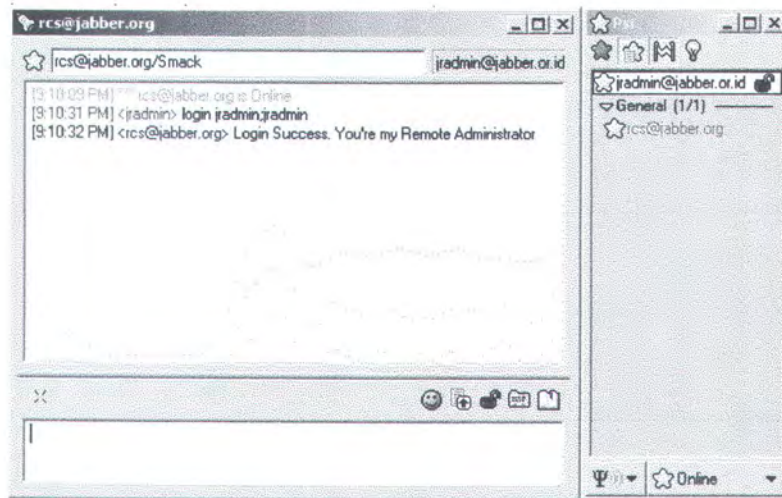 rcs@jabber.org
rcs@jabber.org/Smack
jradmin@jabber.or.id
[9:10:09 PM] *** rcs@jabber.org is Online
[9:10:31 PM] <jradmin> login jradmin;jradmin
[9:10:32 PM] <rcs@jabber.org> Login Success. You're my Remote Administrator
Psi
jradmin@jabber.or.id
General (1/1)
rcs@jabber.org
Online